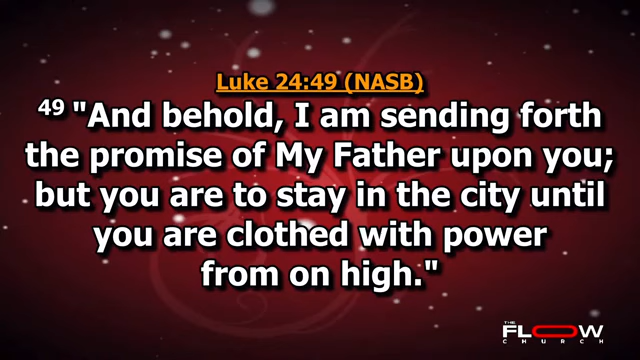 Luke 24:49 (NASB)
49 "And behold, I am sending forth
the promise of My Father upon you;
but you are to stay in the city until
you are clothed with power
from on high."
THE
FLOW
CHURCH